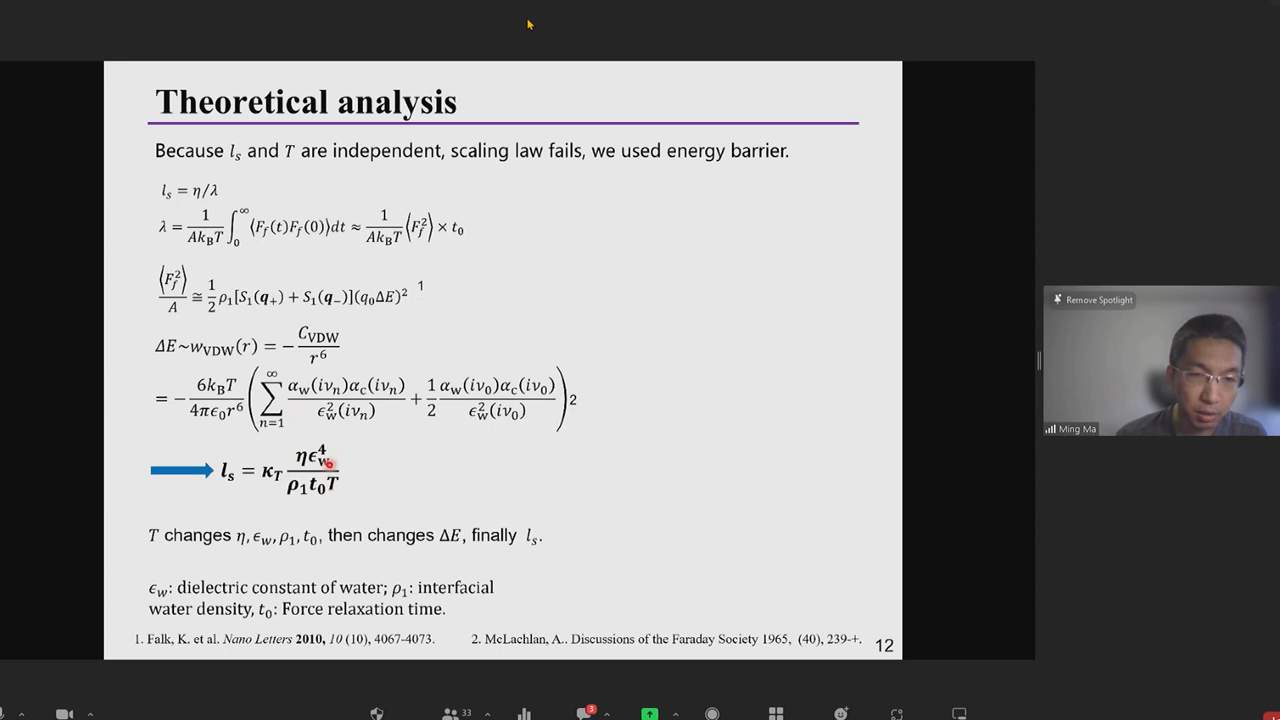 Theoretical analysis
Because l_s and T are independent, scaling law fails, we used energy barrier.
l_s = η/λ
λ = 1/(Ak_BT) ∫_0^∞ ⟨F_f(t)F_f(0)⟩dt ≈ 1/(Ak_BT) ⟨F_f^2⟩ × t_0
⟨F_f^2⟩/A ≅ 1/2 ρ_1[S_1(q_+) + S_1(q_−)](q_0ΔE)^2 1
ΔE~w_VDW(r) = − C_VDW/r^6
= − 6k_BT/(4πϵ_0r^6) (∑_{n=1}^∞ α_w(iν_n)α_c(iν_n)/ϵ_w^2(iν_n) + 1/2 α_w(iν_0)α_c(iν_0)/ϵ_w^2(iν_0)) 2
l_s = κ_T ηϵ_w^4/(ρ_1t_0T)
T changes η, ϵ_w, ρ_1, t_0, then changes ΔE, finally l_s.
ϵ_w: dielectric constant of water; ρ_1: interfacial
water density, t_0: Force relaxation time.
1. Falk, K. et al. Nano Letters 2010, 10 (10), 4067-4073.
2. McLachlan, A.. Discussions of the Faraday Society 1965, (40), 239-+.
12
Remove Spotlight
Ming Ma
33
3